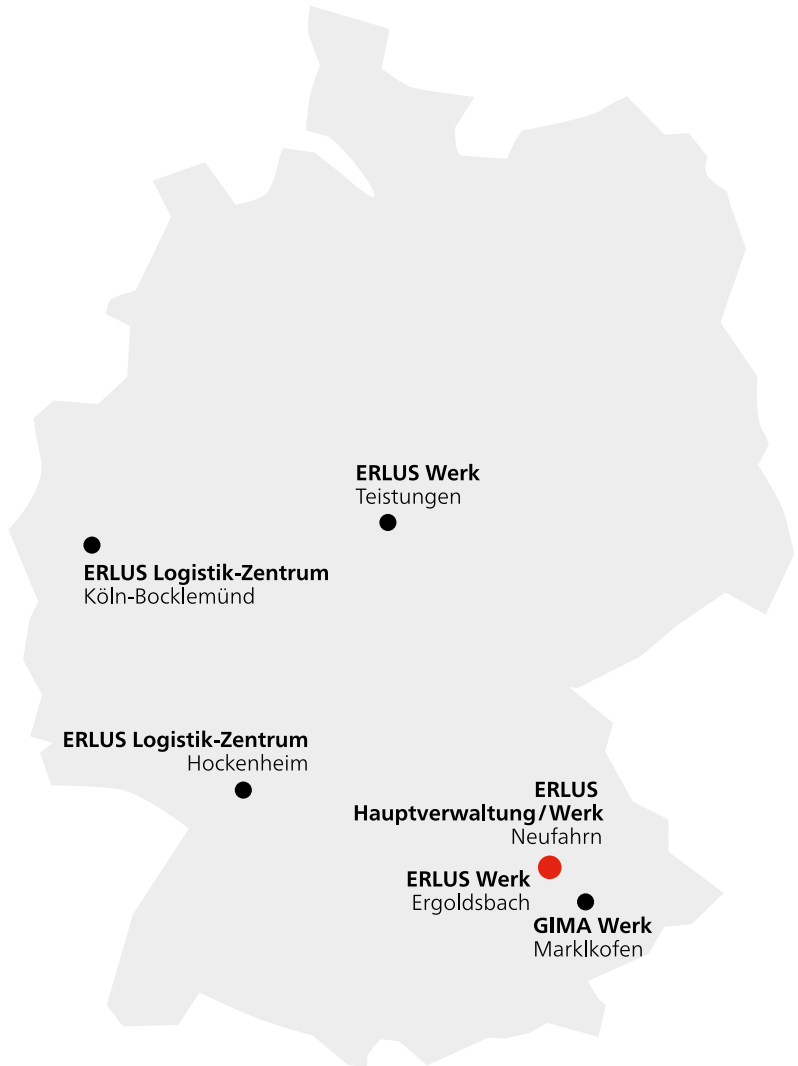 ERLUS Werk
Teistungen
ERLUS Logistik-Zentrum
Köln-Bocklemünd
ERLUS Logistik-Zentrum
Hockenheim
ERLUS
Hauptverwaltung/Werk
Neufahrn
ERLUS Werk
Ergoldsbach
GIMA Werk
Marklkofen